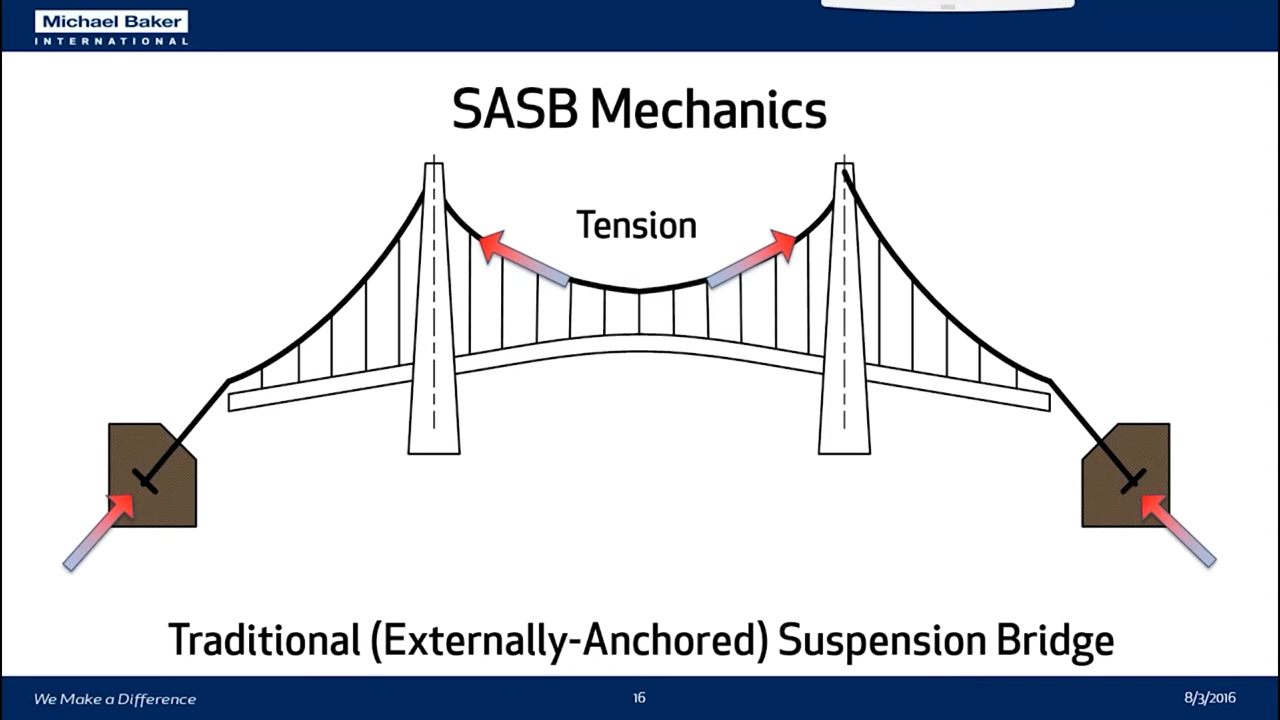 Michael Baker
INTERNATIONAL
SASB Mechanics
Tension
Traditional (Externally-Anchored) Suspension Bridge
We Make a Difference
16
8/3/2016